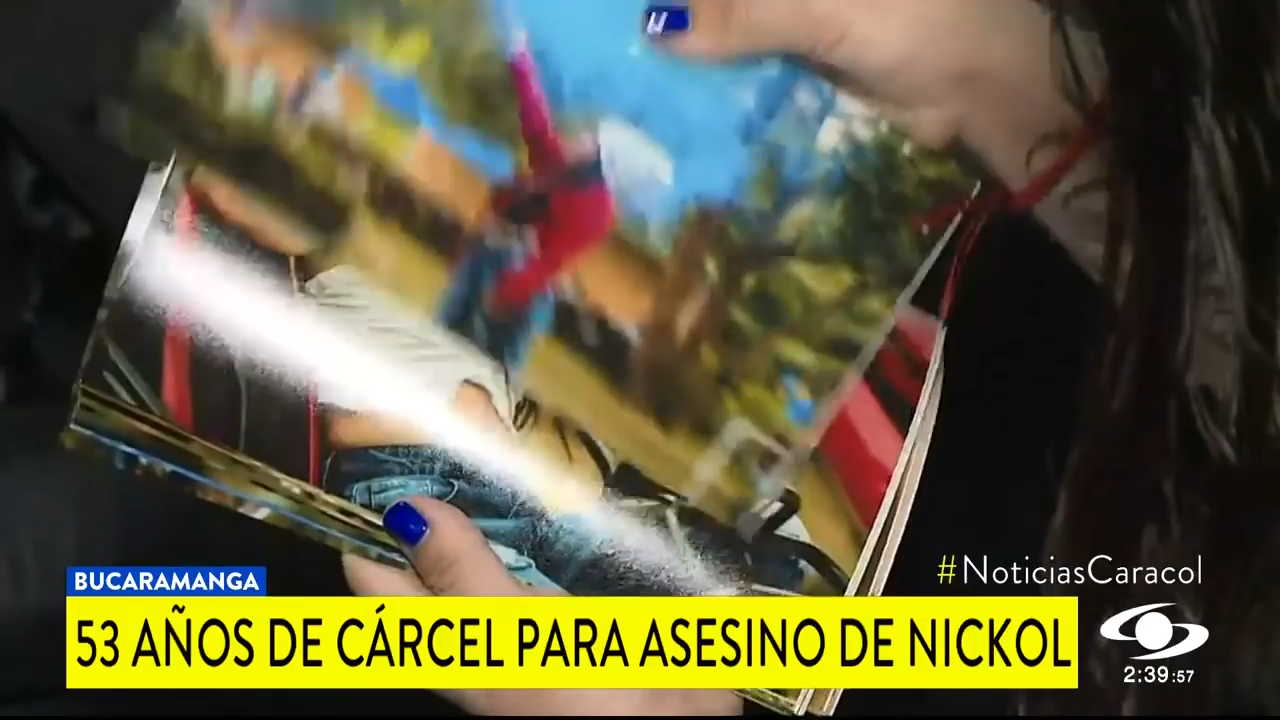 #NoticiasCaracol
BUCARAMANGA
53 AÑOS DE CÁRCEL PARA ASESINO DE NICKOL
2:39:57